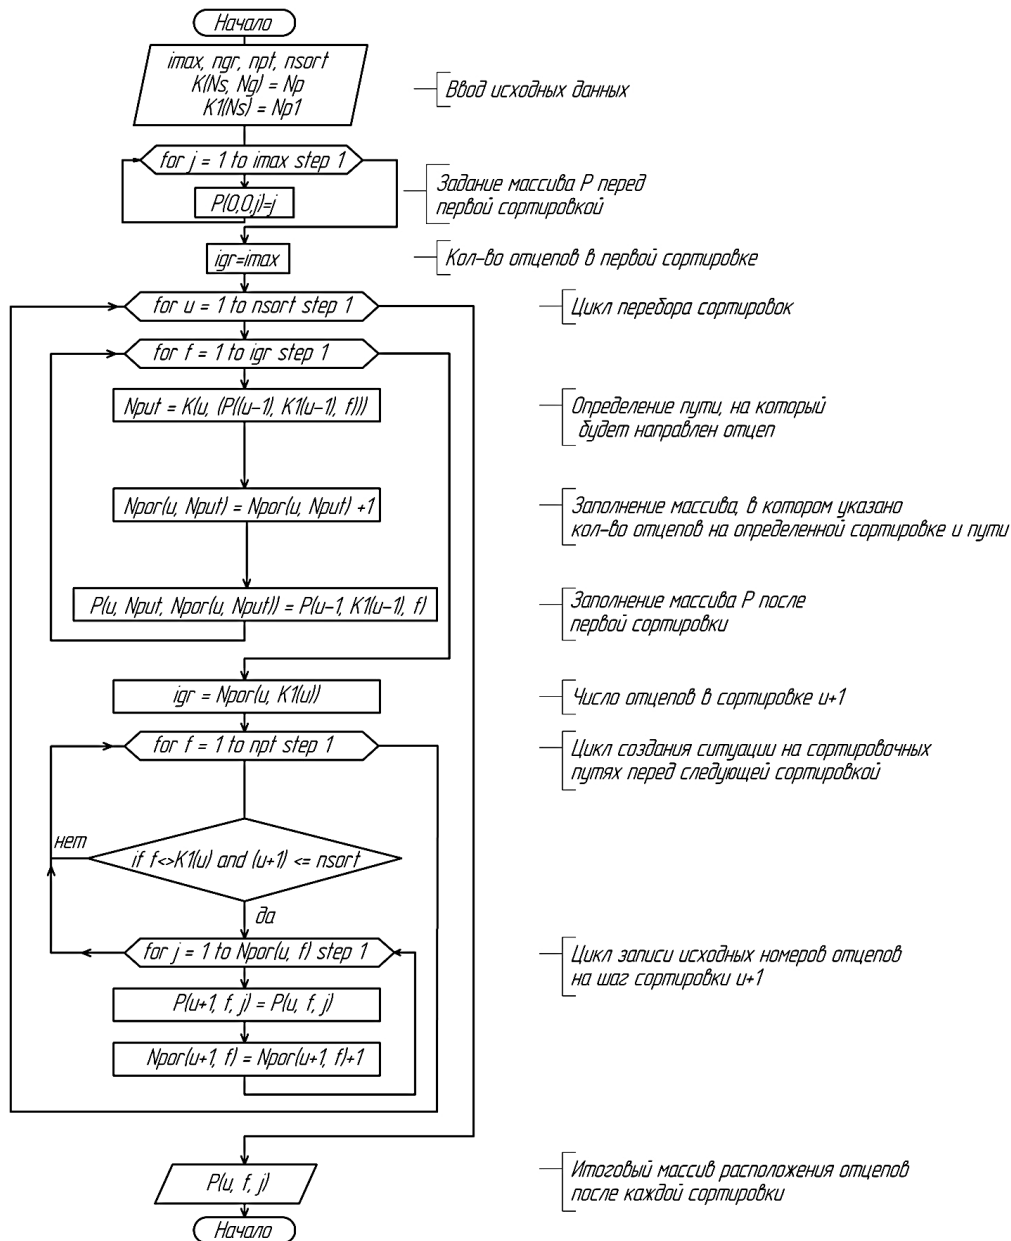 Начало
imax, ngr, npt, nsort
K(Ns, Ng) = Np
K1(Ns) = Np1
Ввод исходных данных
for j = 1 to imax step 1
P(0,0,j)=j
Задание массива P перед
первой сортировкой
igr=imax
Кол-во отцепов в первой сортировке
for u = 1 to nsort step 1
Цикл перебора сортировок
for f = 1 to igr step 1
Nput = K(u, (P((u-1), K1(u-1), f)))
Определение пути, на который
будет направлен отцеп
Npor(u, Nput) = Npor(u, Nput) +1
Заполнение массива, в котором указано
кол-во отцепов на определенной сортировке и пути
P(u, Nput, Npor(u, Nput)) = P(u-1, K1(u-1), f)
Заполнение массива P после
первой сортировки
igr = Npor(u, K1(u))
Число отцепов в сортировке u+1
for f = 1 to npt step 1
Цикл создания ситуации на сортировочных
путях перед следующей сортировкой
нет
if f<>K1(u) and (u+1) <= nsort
да
for j = 1 to Npor(u, f) step 1
Цикл записи исходных номеров отцепов
на шаг сортировки u+1
P(u+1, f, j) = P(u, f, j)
Npor(u+1, f) = Npor(u+1, f)+1
P(u, f, j)
Итоговый массив расположения отцепов
после каждой сортировки
Начало